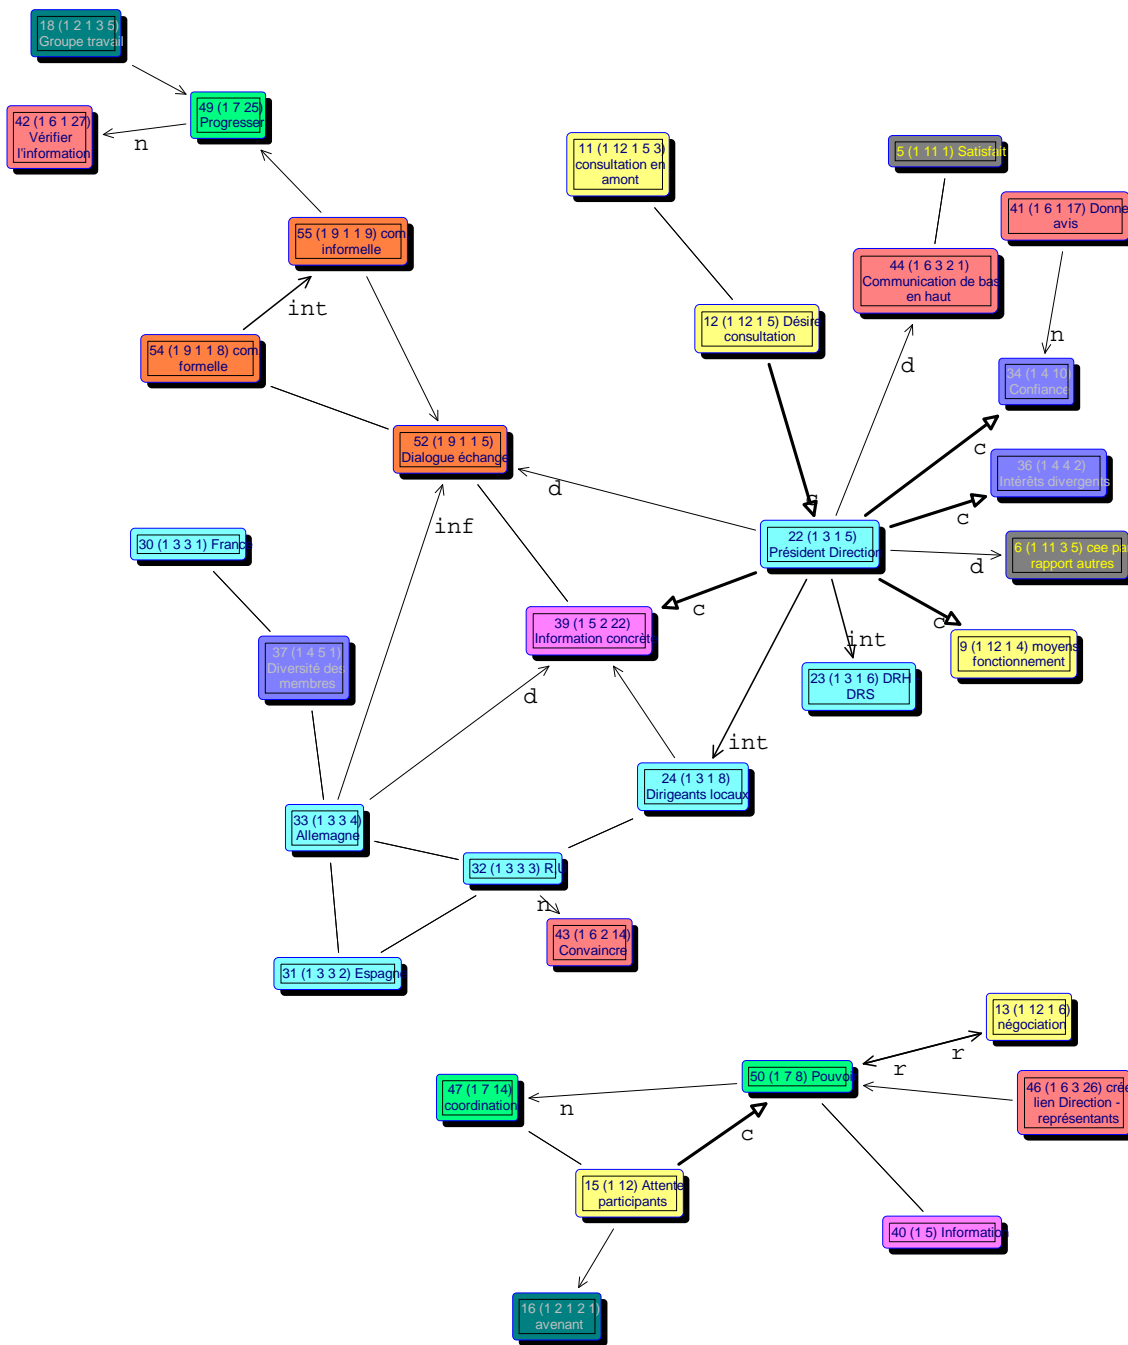 18 (1 2 1 3 5)
Groupe travail
49 (1 7 25)
Progresser
42 (1 6 1 27)
Vérifier
l'information
n
11 (1 12 1 5 3)
consultation en
amont
5 (1 11 1) Satisfait
41 (1 6 1 17) Donne
avis
55 (1 9 1 1 9) com
informelle
44 (1 6 3 2 1)
Communication de bas
en haut
int
12 (1 12 1 5) Désire
consultation
n
54 (1 9 1 1 8) com
formelle
d
34 (1 4 10)
Confiance
52 (1 9 1 1 5)
Dialogue échange
c
36 (1 4 4 2)
Intérêts divergents
d
c
c
inf
30 (1 3 3 1) France
22 (1 3 1 5)
Président Direction
6 (1 11 3 5) cee par
rapport autres
d
c
c
39 (1 5 2 22)
Information concrète
int
9 (1 12 1 4) moyens
fonctionnement
37 (1 4 5 1)
Diversité des
membres
23 (1 3 1 6) DRH
DRS
d
int
24 (1 3 1 8)
Dirigeants locaux
33 (1 3 3 4)
Allemagne
32 (1 3 3 3) R.U
n
43 (1 6 2 14)
Convaincre
31 (1 3 3 2) Espagne
13 (1 12 1 6)
négociation
r
r
50 (1 7 8) Pouvoir
47 (1 7 14)
coordination
n
46 (1 6 3 26) crée
lien Direction -
représentants
c
15 (1 12) Attente
participants
40 (1 5) Information
16 (1 2 1 2 1)
avenant